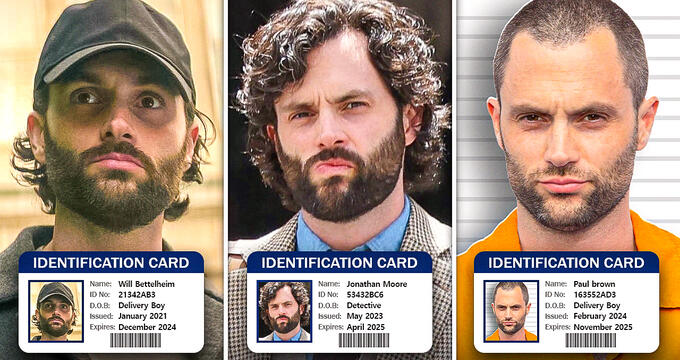 IDENTIFICATION CARD
Name: Will Bettelheim
ID No: 21342AB3
D.O.B: Delivery Boy
Issued: January 2021
Expires: December 2024
IDENTIFICATION CARD
Name: Jonathan Moore
ID No: 53432BC6
D.O.B: Detective
Issued: May 2023
Expires: April 2025
IDENTIFICATION CARD
Name: Paul brown
ID No: 163552AD3
D.O.B: Delivery Boy
Issued: February 2024
Expires: November 2025